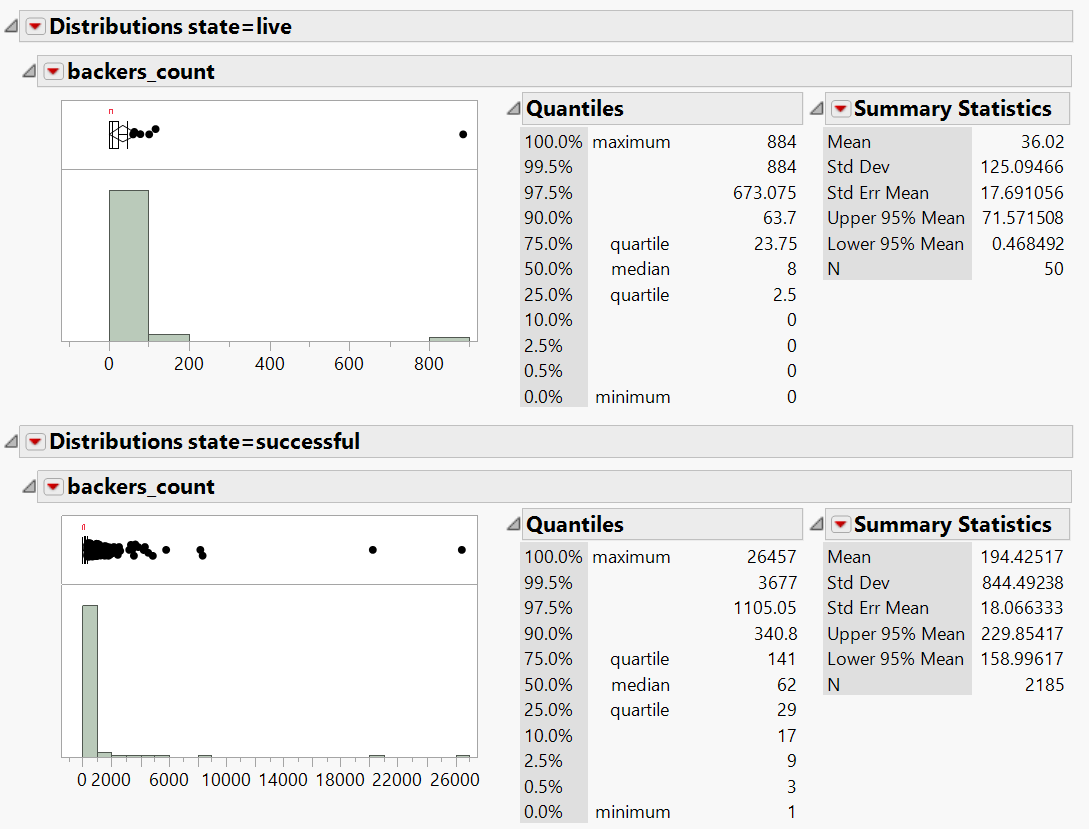 Distributions state=live
backers_count
Quantiles
100.0% maximum 884
99.5% 884
97.5% 673.075
90.0% 63.7
75.0% quartile 23.75
50.0% median 8
25.0% quartile 2.5
10.0% 0
2.5% 0
0.5% 0
0.0% minimum 0
Summary Statistics
Mean 36.02
Std Dev 125.09466
Std Err Mean 17.691056
Upper 95% Mean 71.571508
Lower 95% Mean 0.468492
N 50
0 200 400 600 800
Distributions state=successful
backers_count
Quantiles
100.0% maximum 26457
99.5% 3677
97.5% 1105.05
90.0% 340.8
75.0% quartile 141
50.0% median 62
25.0% quartile 29
10.0% 17
2.5% 9
0.5% 3
0.0% minimum 1
Summary Statistics
Mean 194.42517
Std Dev 844.49238
Std Err Mean 18.066333
Upper 95% Mean 229.85417
Lower 95% Mean 158.99617
N 2185
0 2000 6000 10000 14000 18000 22000 26000